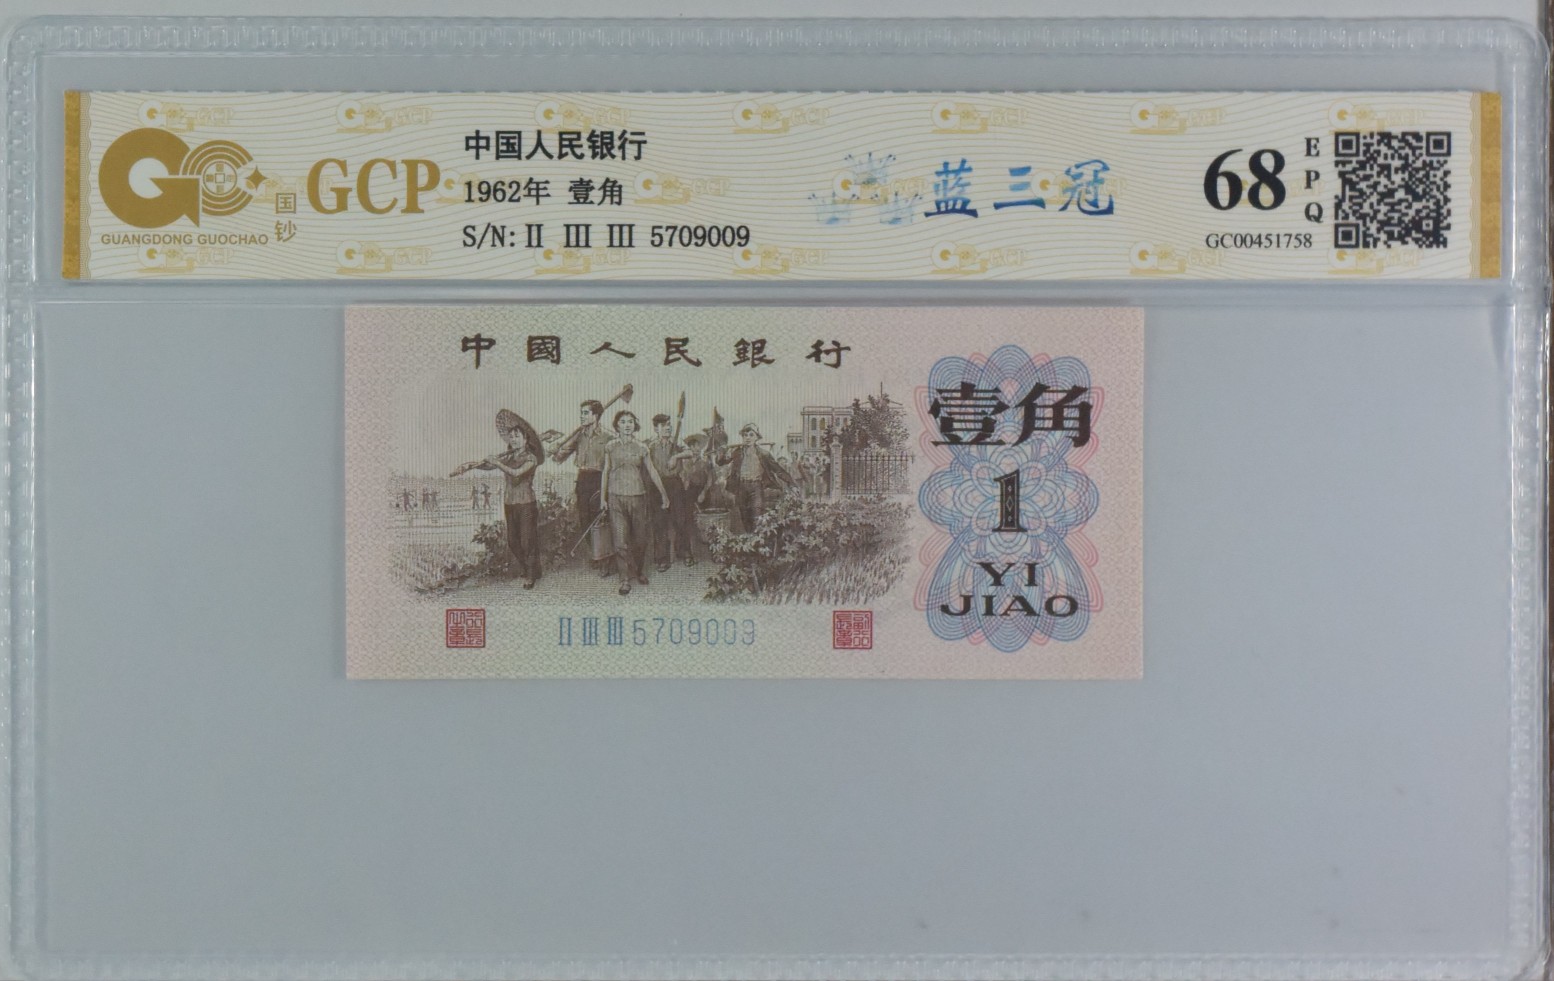 GCP
GUANGDONG GUOCHAO
国钞
中国人民银行
1962年 壹角
S/N: II III III 5709009
蓝三冠
68
EPQ
GC00451758
中國人民銀行
壹角
1
YI
JIAO
II III III 5709009